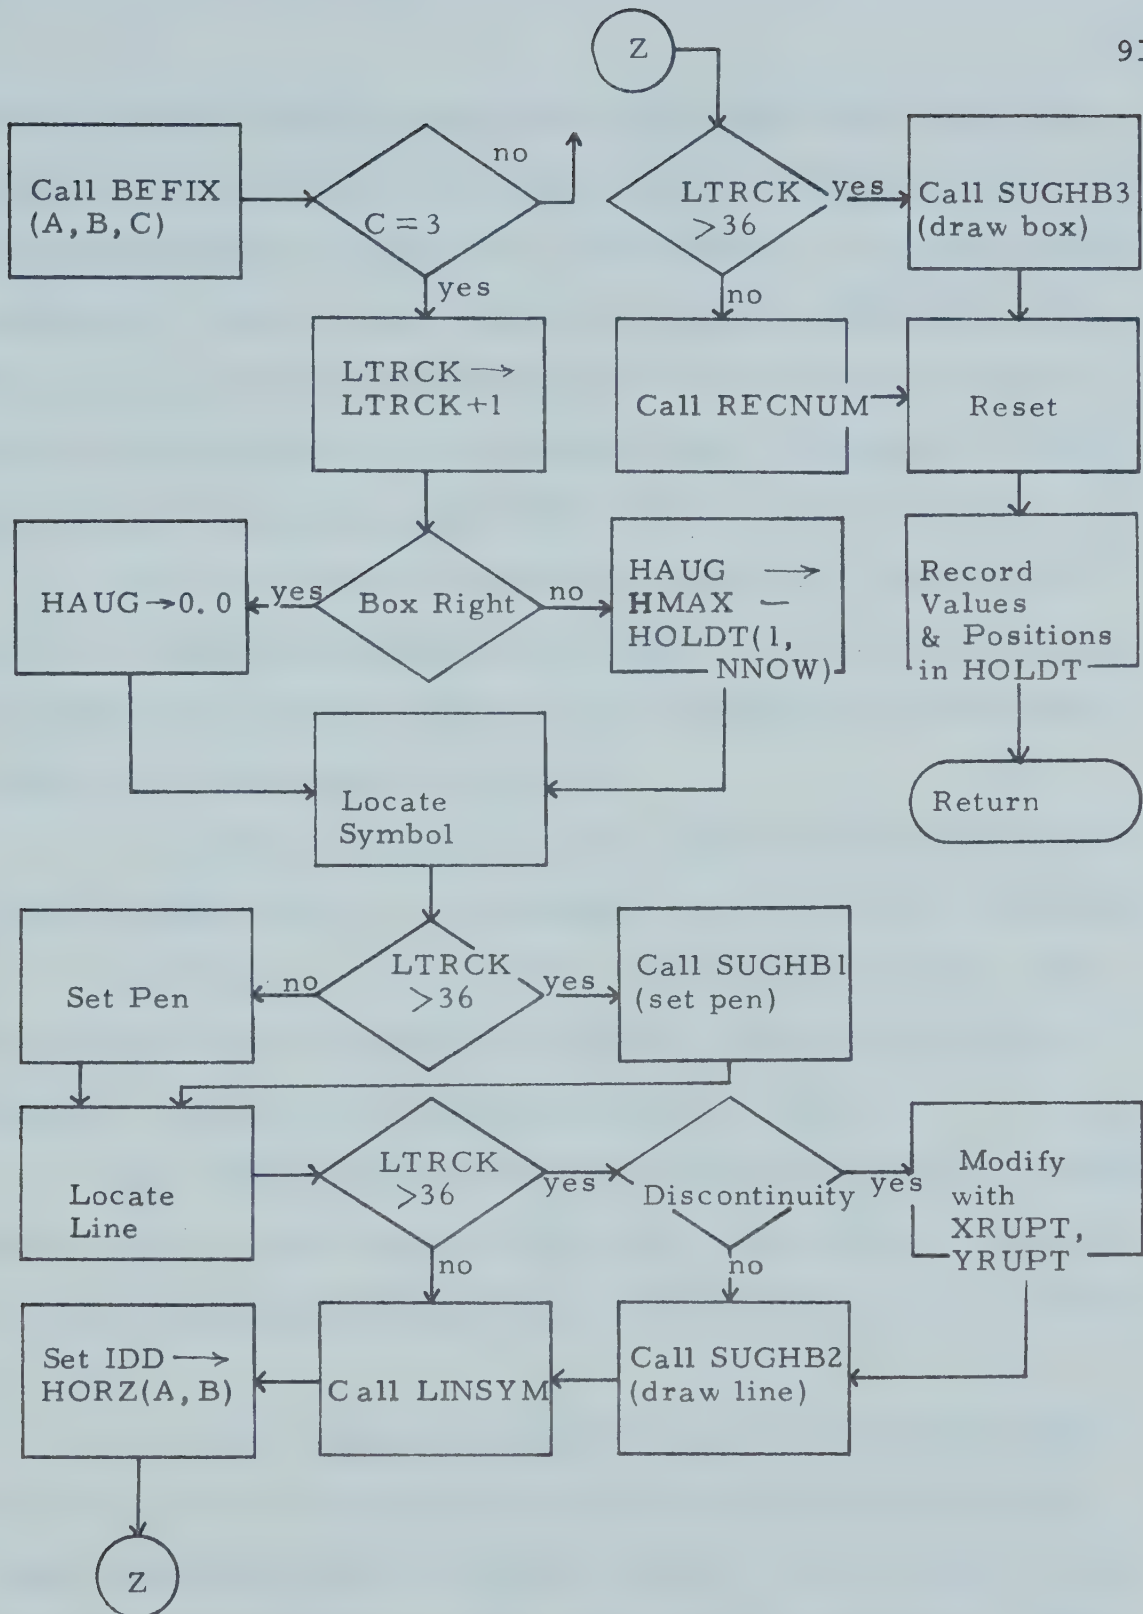 91
Z
Call BEFIX
(A, B, C)
C = 3
no
yes
LTRCK
>36
yes
no
Call SUGHB3
(draw box)
LTRCK →
LTRCK+1
Call RECNUM
Reset
HAUG→0.0
yes
Box Right
no
HAUG →
HMAX —
HOLDT(1,
NNOW)
Record
Values
& Positions
in HOLDT
Locate
Symbol
Return
Set Pen
no
LTRCK
>36
yes
Call SUGHB1
(set pen)
Locate
Line
LTRCK
>36
yes
no
Discontinuity
yes
no
Modify
with
XRUPT,
YRUPT
Set IDD →
HORZ(A, B)
Call LINSYM
Call SUGHB2
(draw line)
Z